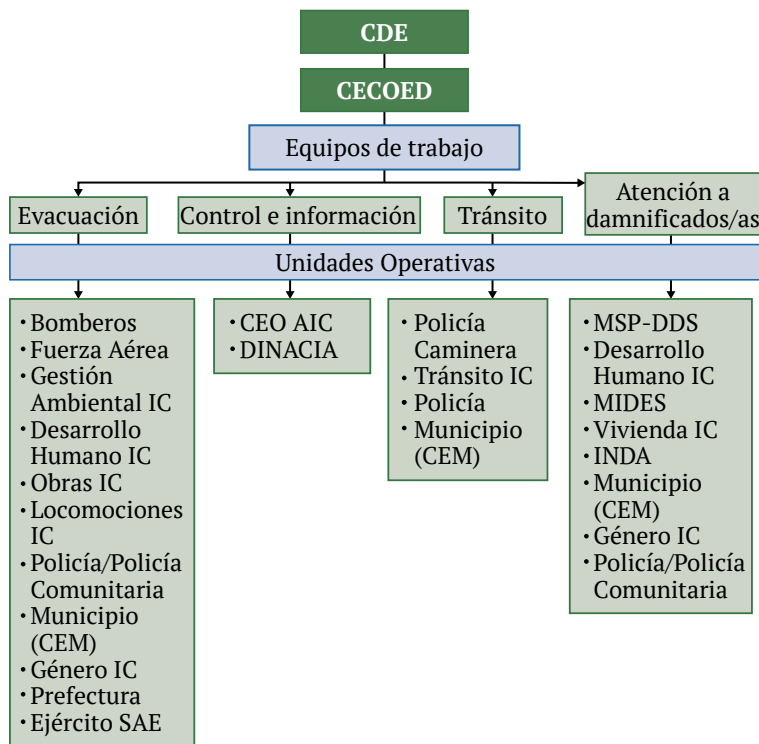 CDE
CECOED
Equipos de trabajo
Evacuación
Control e información
Tránsito
Atención a
damnificados/as
Unidades Operativas
· Bomberos
· Fuerza Aérea
· Gestión
Ambiental IC
· Desarrollo
Humano IC
· Obras IC
· Locomociones
IC
· Policía/Policía
Comunitaria
· Municipio
(CEM)
· Género IC
· Prefectura
· Ejército SAE
· CEO AIC
· DINACIA
· Policía
Caminera
· Tránsito IC
· Policía
· Municipio
(CEM)
· MSP-DDS
· Desarrollo
Humano IC
· MIDES
· Vivienda IC
· INDA
· Municipio
(CEM)
· Género IC
· Policía/Policía
Comunitaria